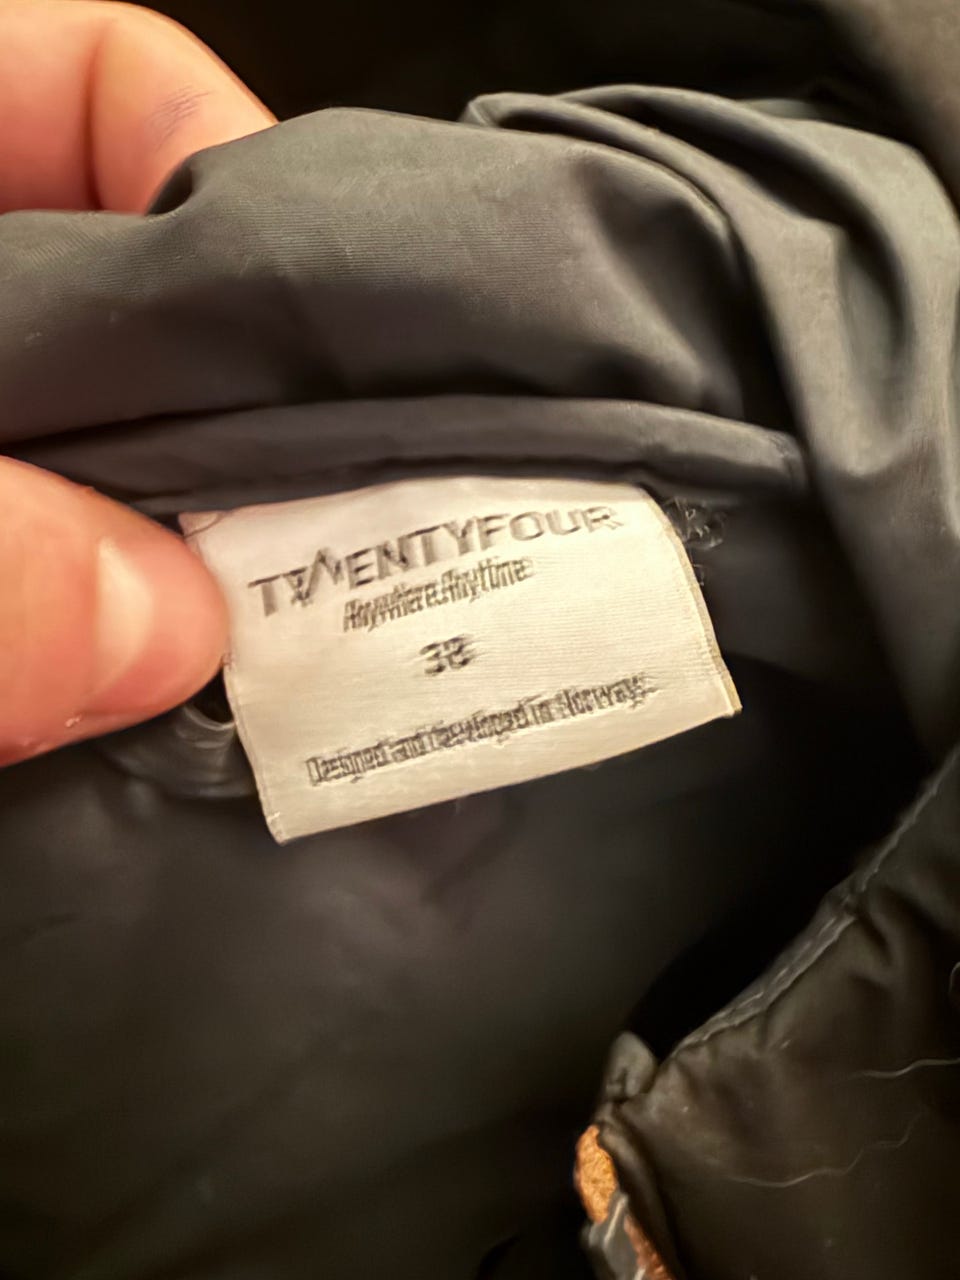 TWENTYFOUR
Anywhere.Anytime
38
Designed and developed in Norway